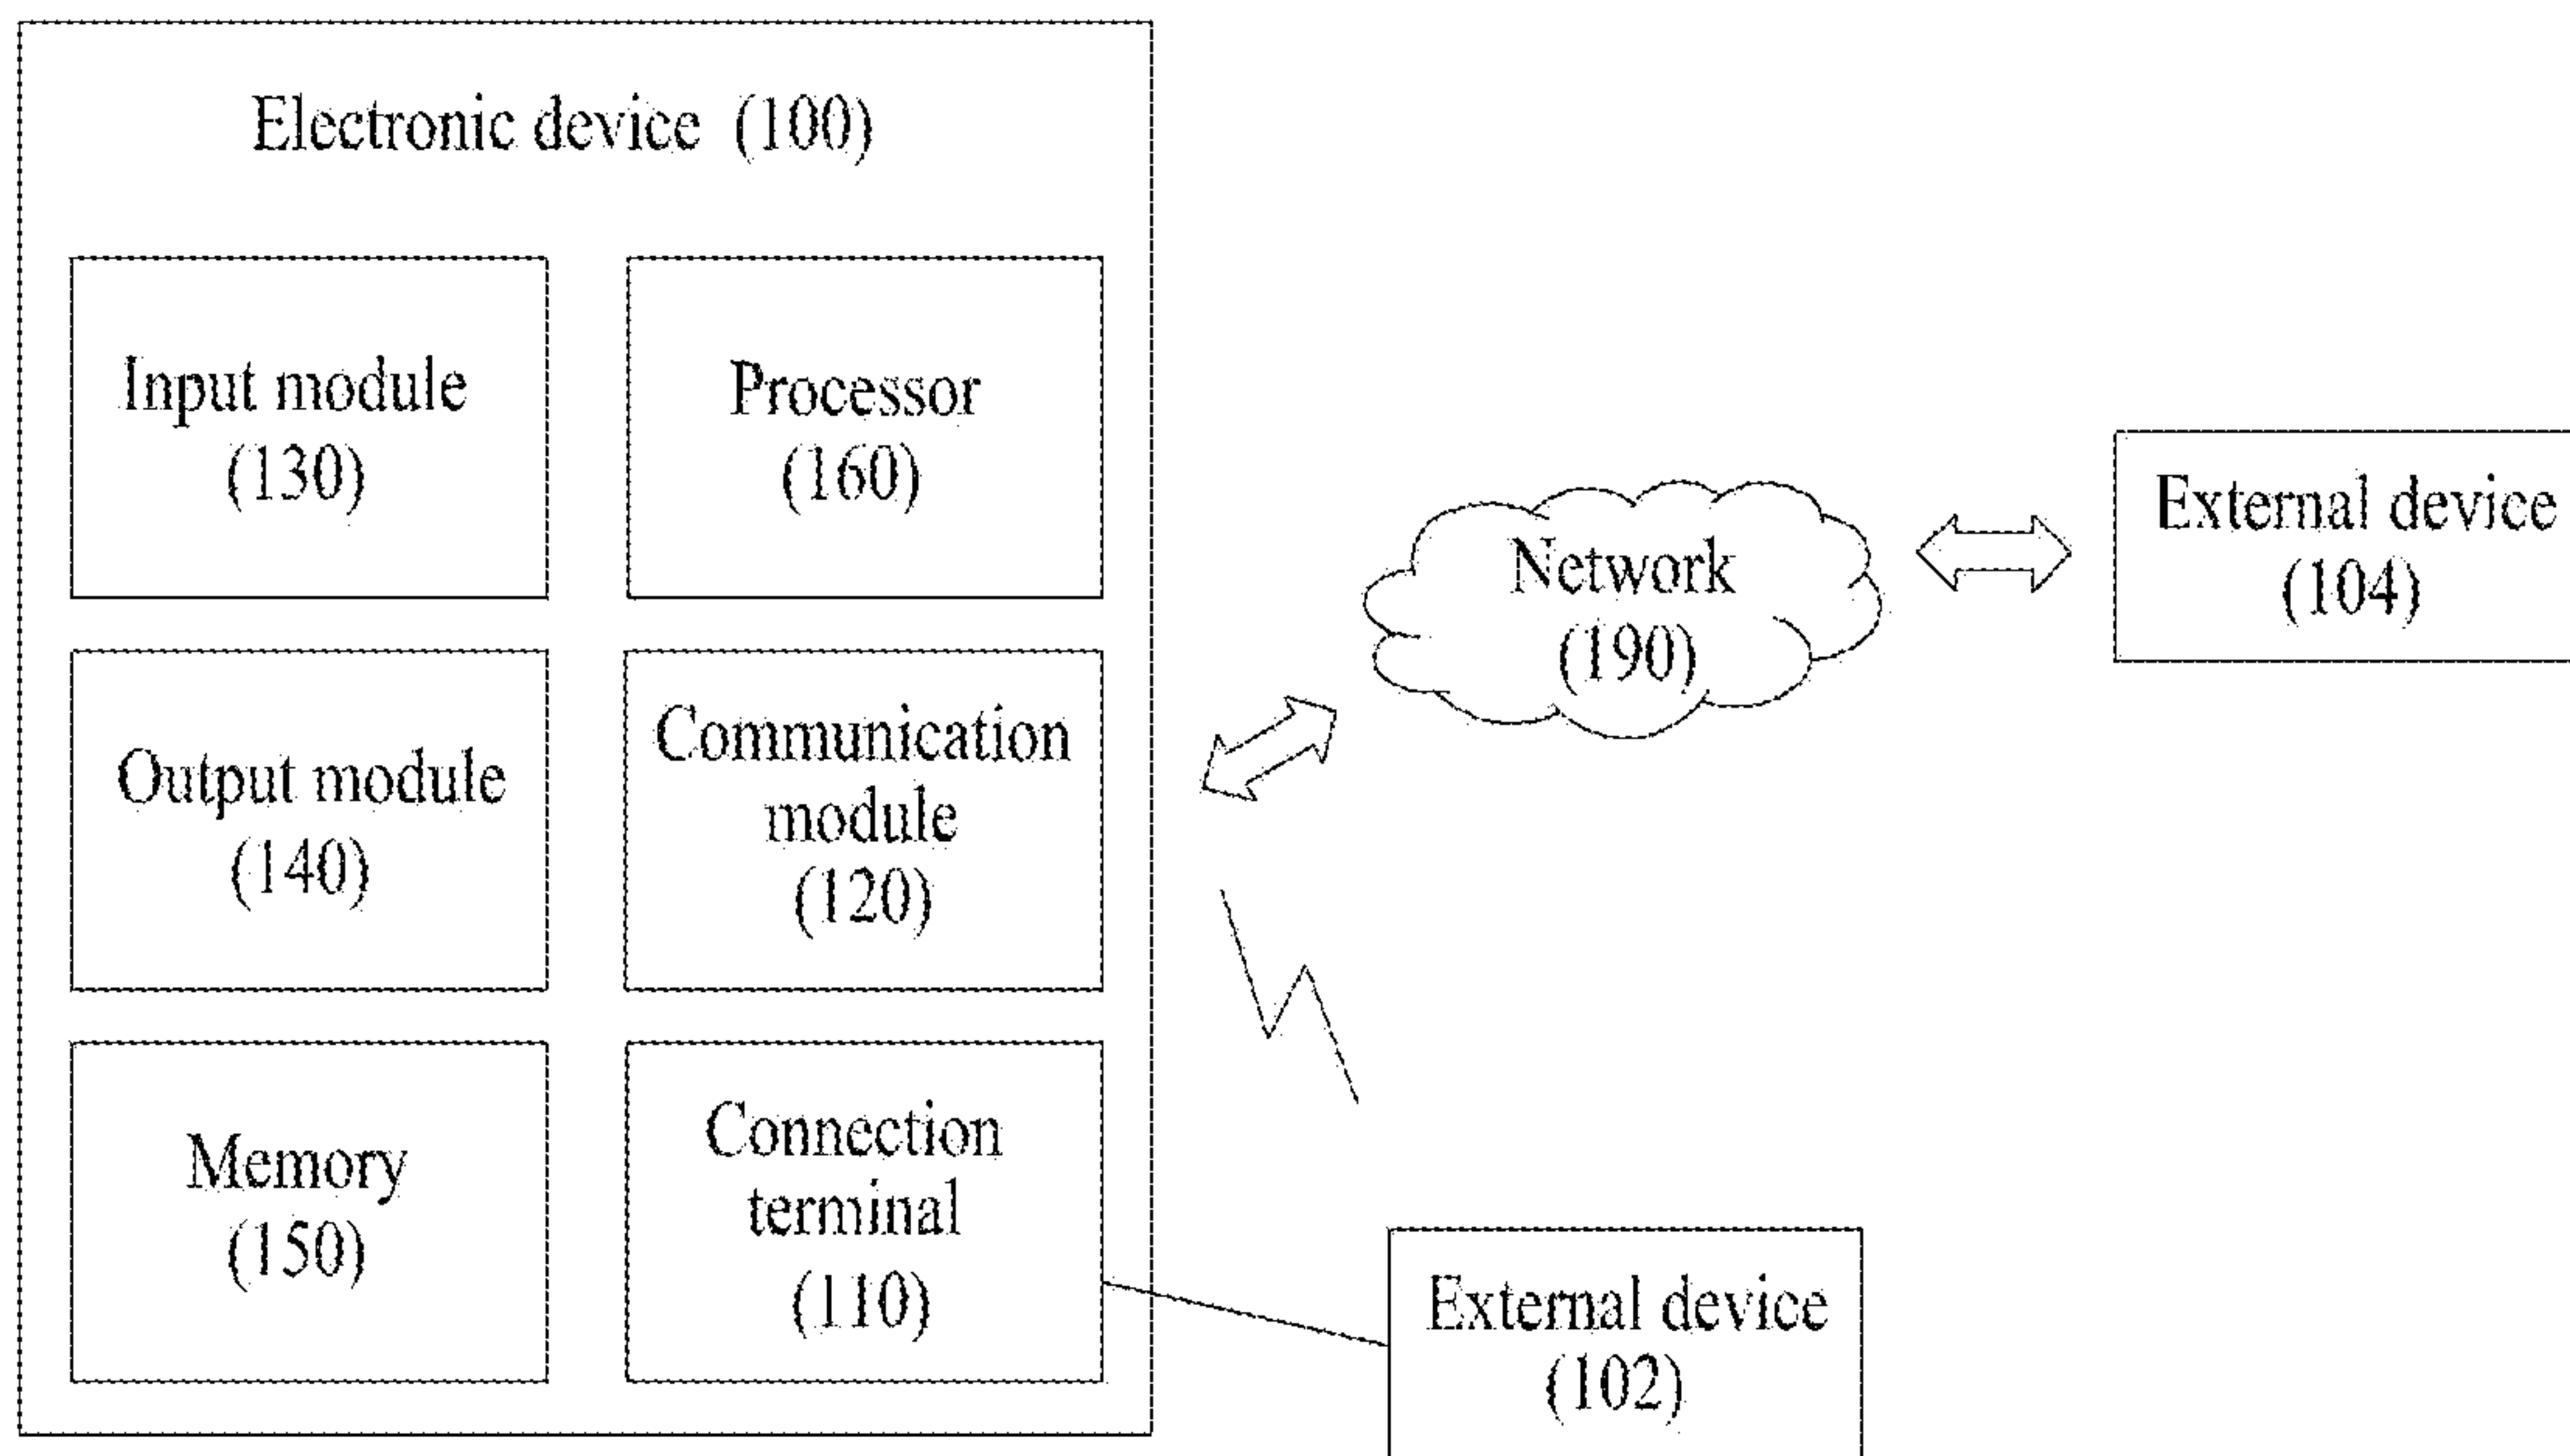 Electronic device (100)
Input module
(130)
Processor
(160)
Output module
(140)
Communication
module
(120)
Memory
(150)
Connection
terminal
(110)
Network
(190)
External device
(104)
External device
(102)